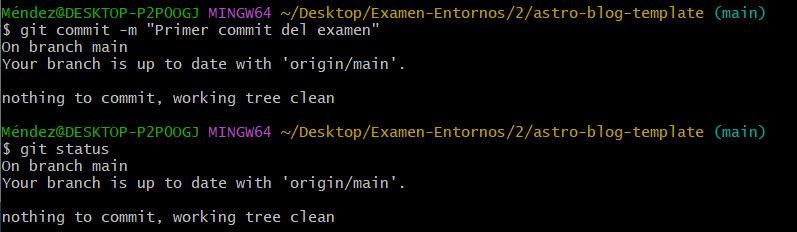 Méndez@DESKTOP-P2P0OGJ MINGW64 ~/Desktop/Examen-Entornos/2/astro-blog-template (main)
$ git commit -m "Primer commit del examen"
On branch main
Your branch is up to date with 'origin/main'.
nothing to commit, working tree clean
Méndez@DESKTOP-P2P0OGJ MINGW64 ~/Desktop/Examen-Entornos/2/astro-blog-template (main)
$ git status
On branch main
Your branch is up to date with 'origin/main'.
nothing to commit, working tree clean